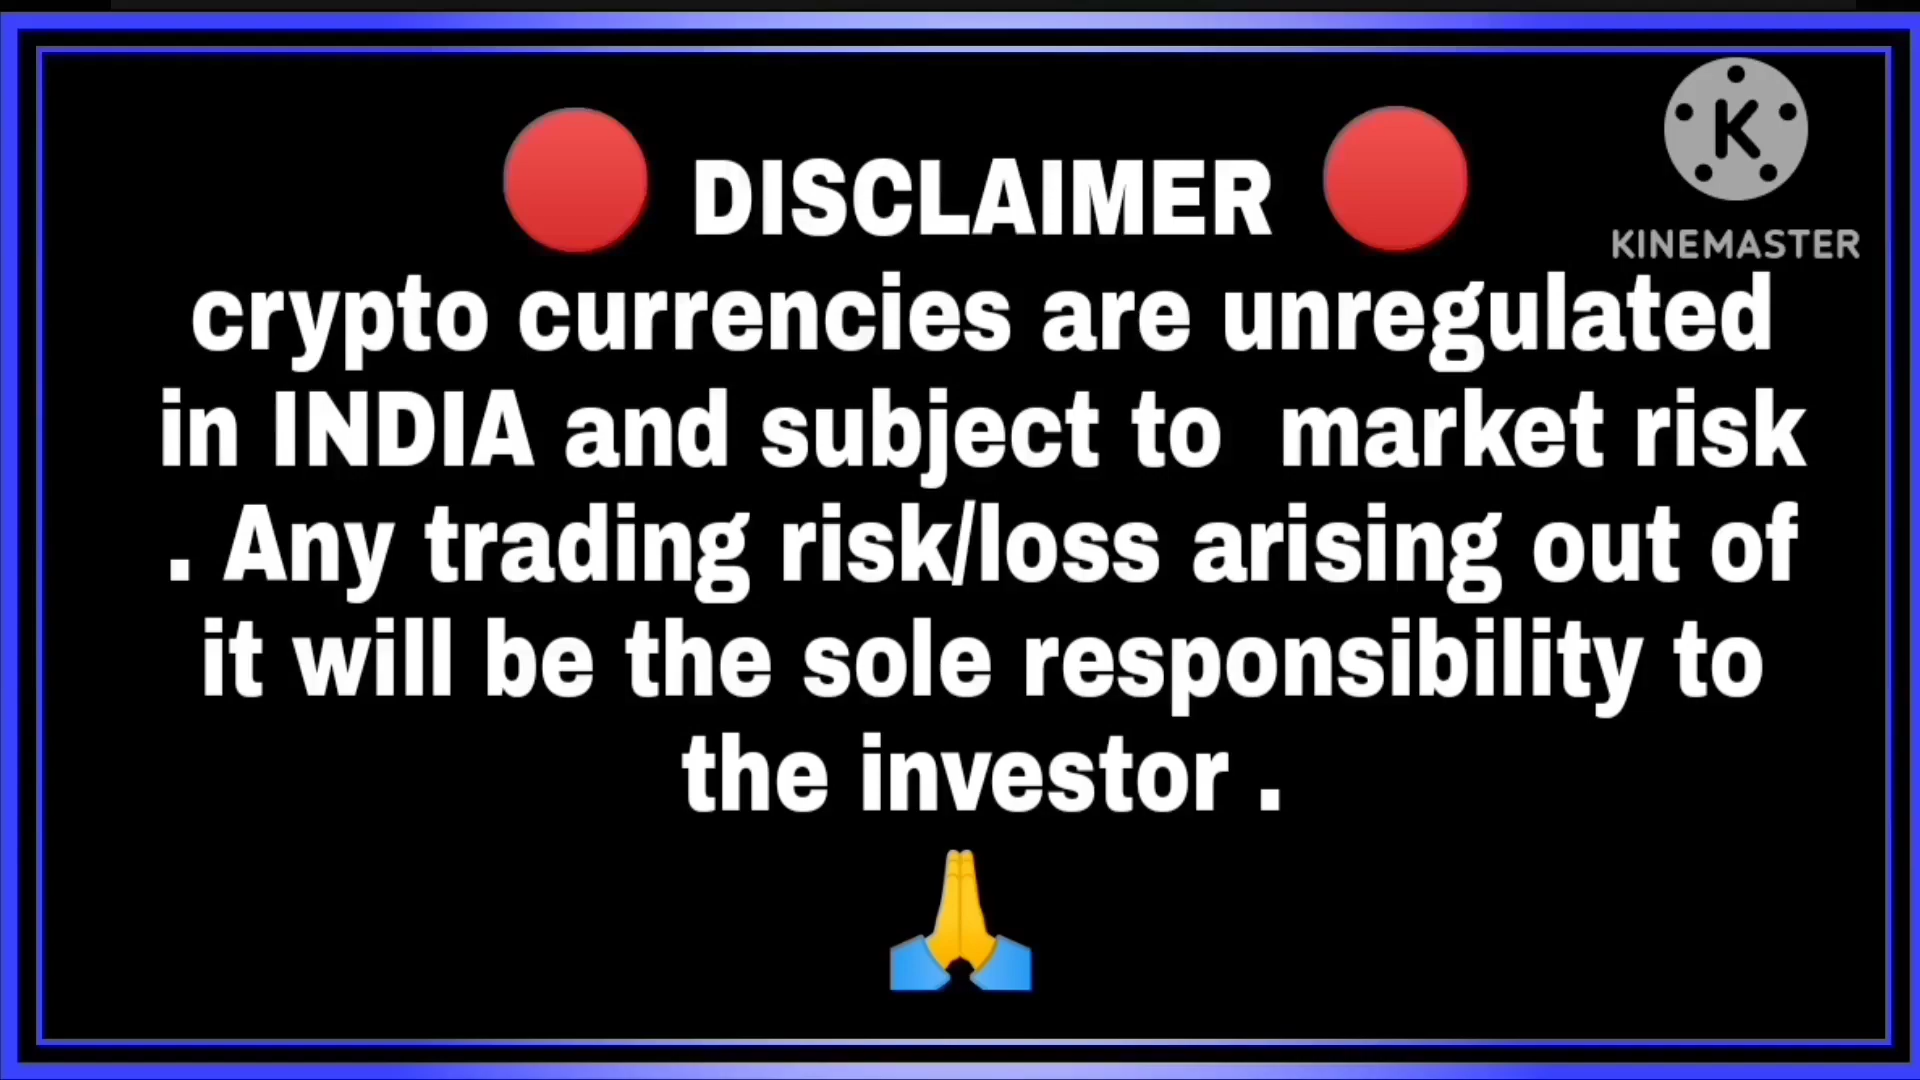 🔴 DISCLAIMER 🔴
K
KINEMASTER
crypto currencies are unregulated
in INDIA and subject to  market risk
. Any trading risk/loss arising out of
it will be the sole responsibility to
the investor .
🙏